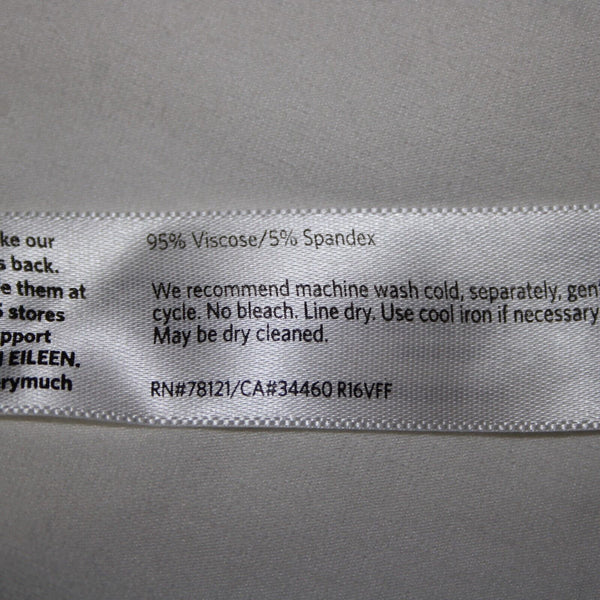 ke our
s back.
e them at
stores
pport
EILEEN.
rymuch
95% Viscose/5% Spandex
We recommend machine wash cold, separately, gen
cycle. No bleach. Line dry. Use cool iron if necessary
May be dry cleaned.
RN#78121/CA#34460 R16VFF